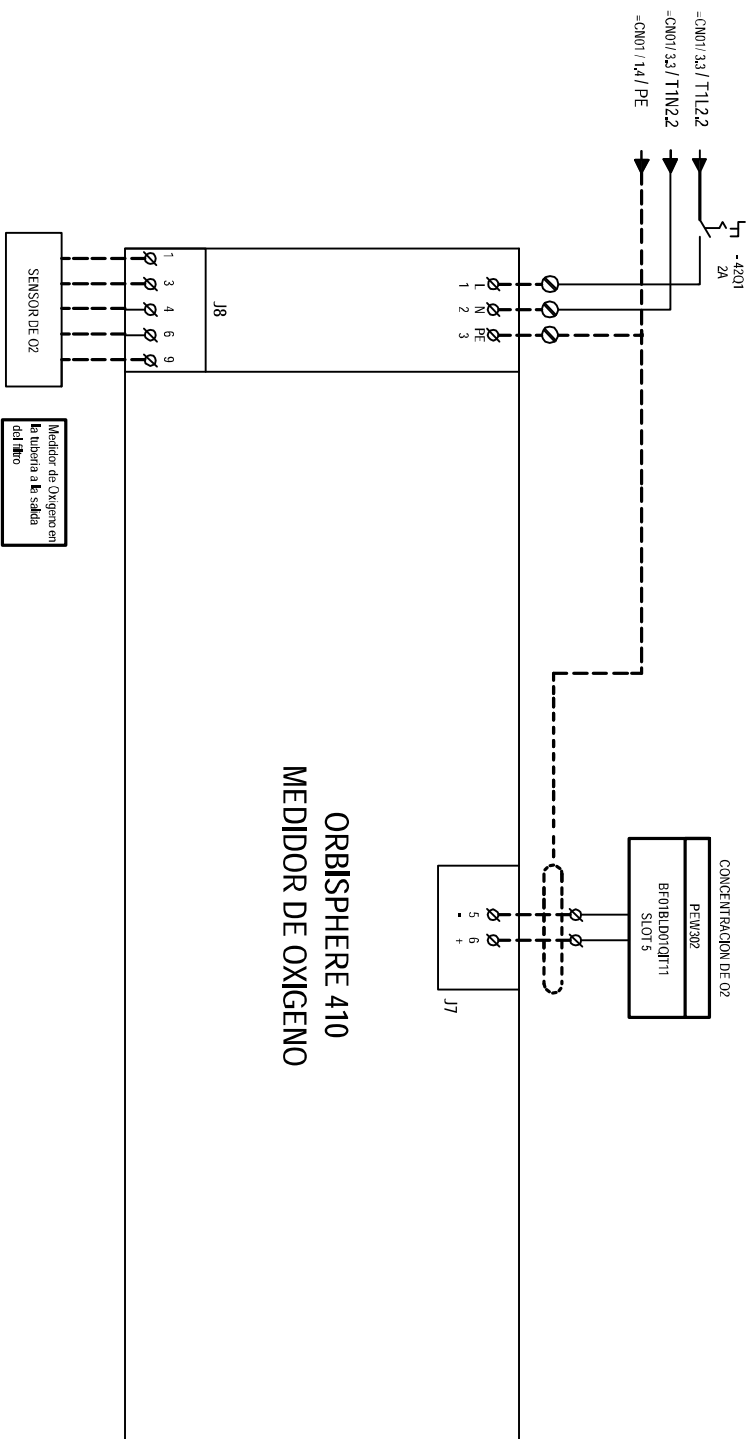 =CN01/ 3.3 / T1L2.2
=CN01/ 3.3 / T1N2.2
=CN01 / 1.4 / PE
- 42Q1
2A
CONCENTRACION DE O2
PEW302
BF01BLD01QIT11
SLOT 5
L N PE
1 2 3
5 6
- +
J7
ORBISPHERE 410
MEDIDOR DE OXIGENO
J8
1 3 4 6 9
SENSOR DE O2
Medidor de Oxigeno en
la tuberia a la salida
del filtro